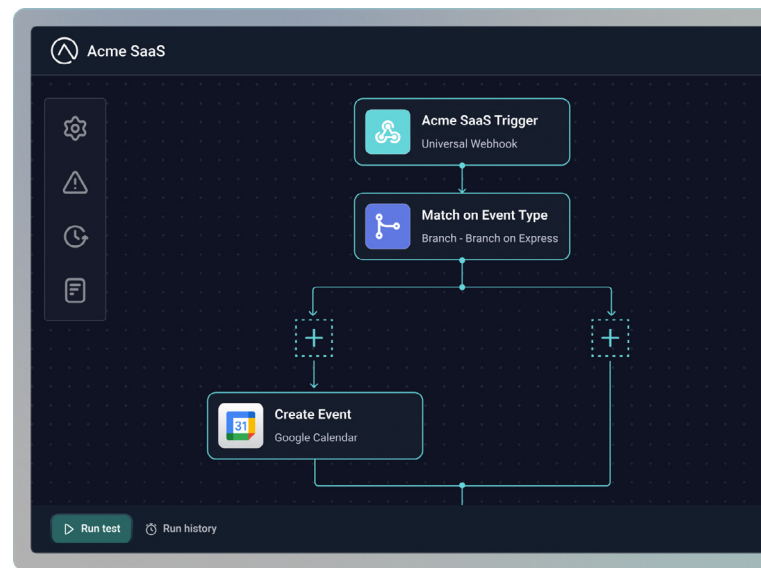 Acme SaaS
Acme SaaS Trigger
Universal Webhook
Match on Event Type
Branch - Branch on Express
31
Create Event
Google Calendar
Run test
Run history